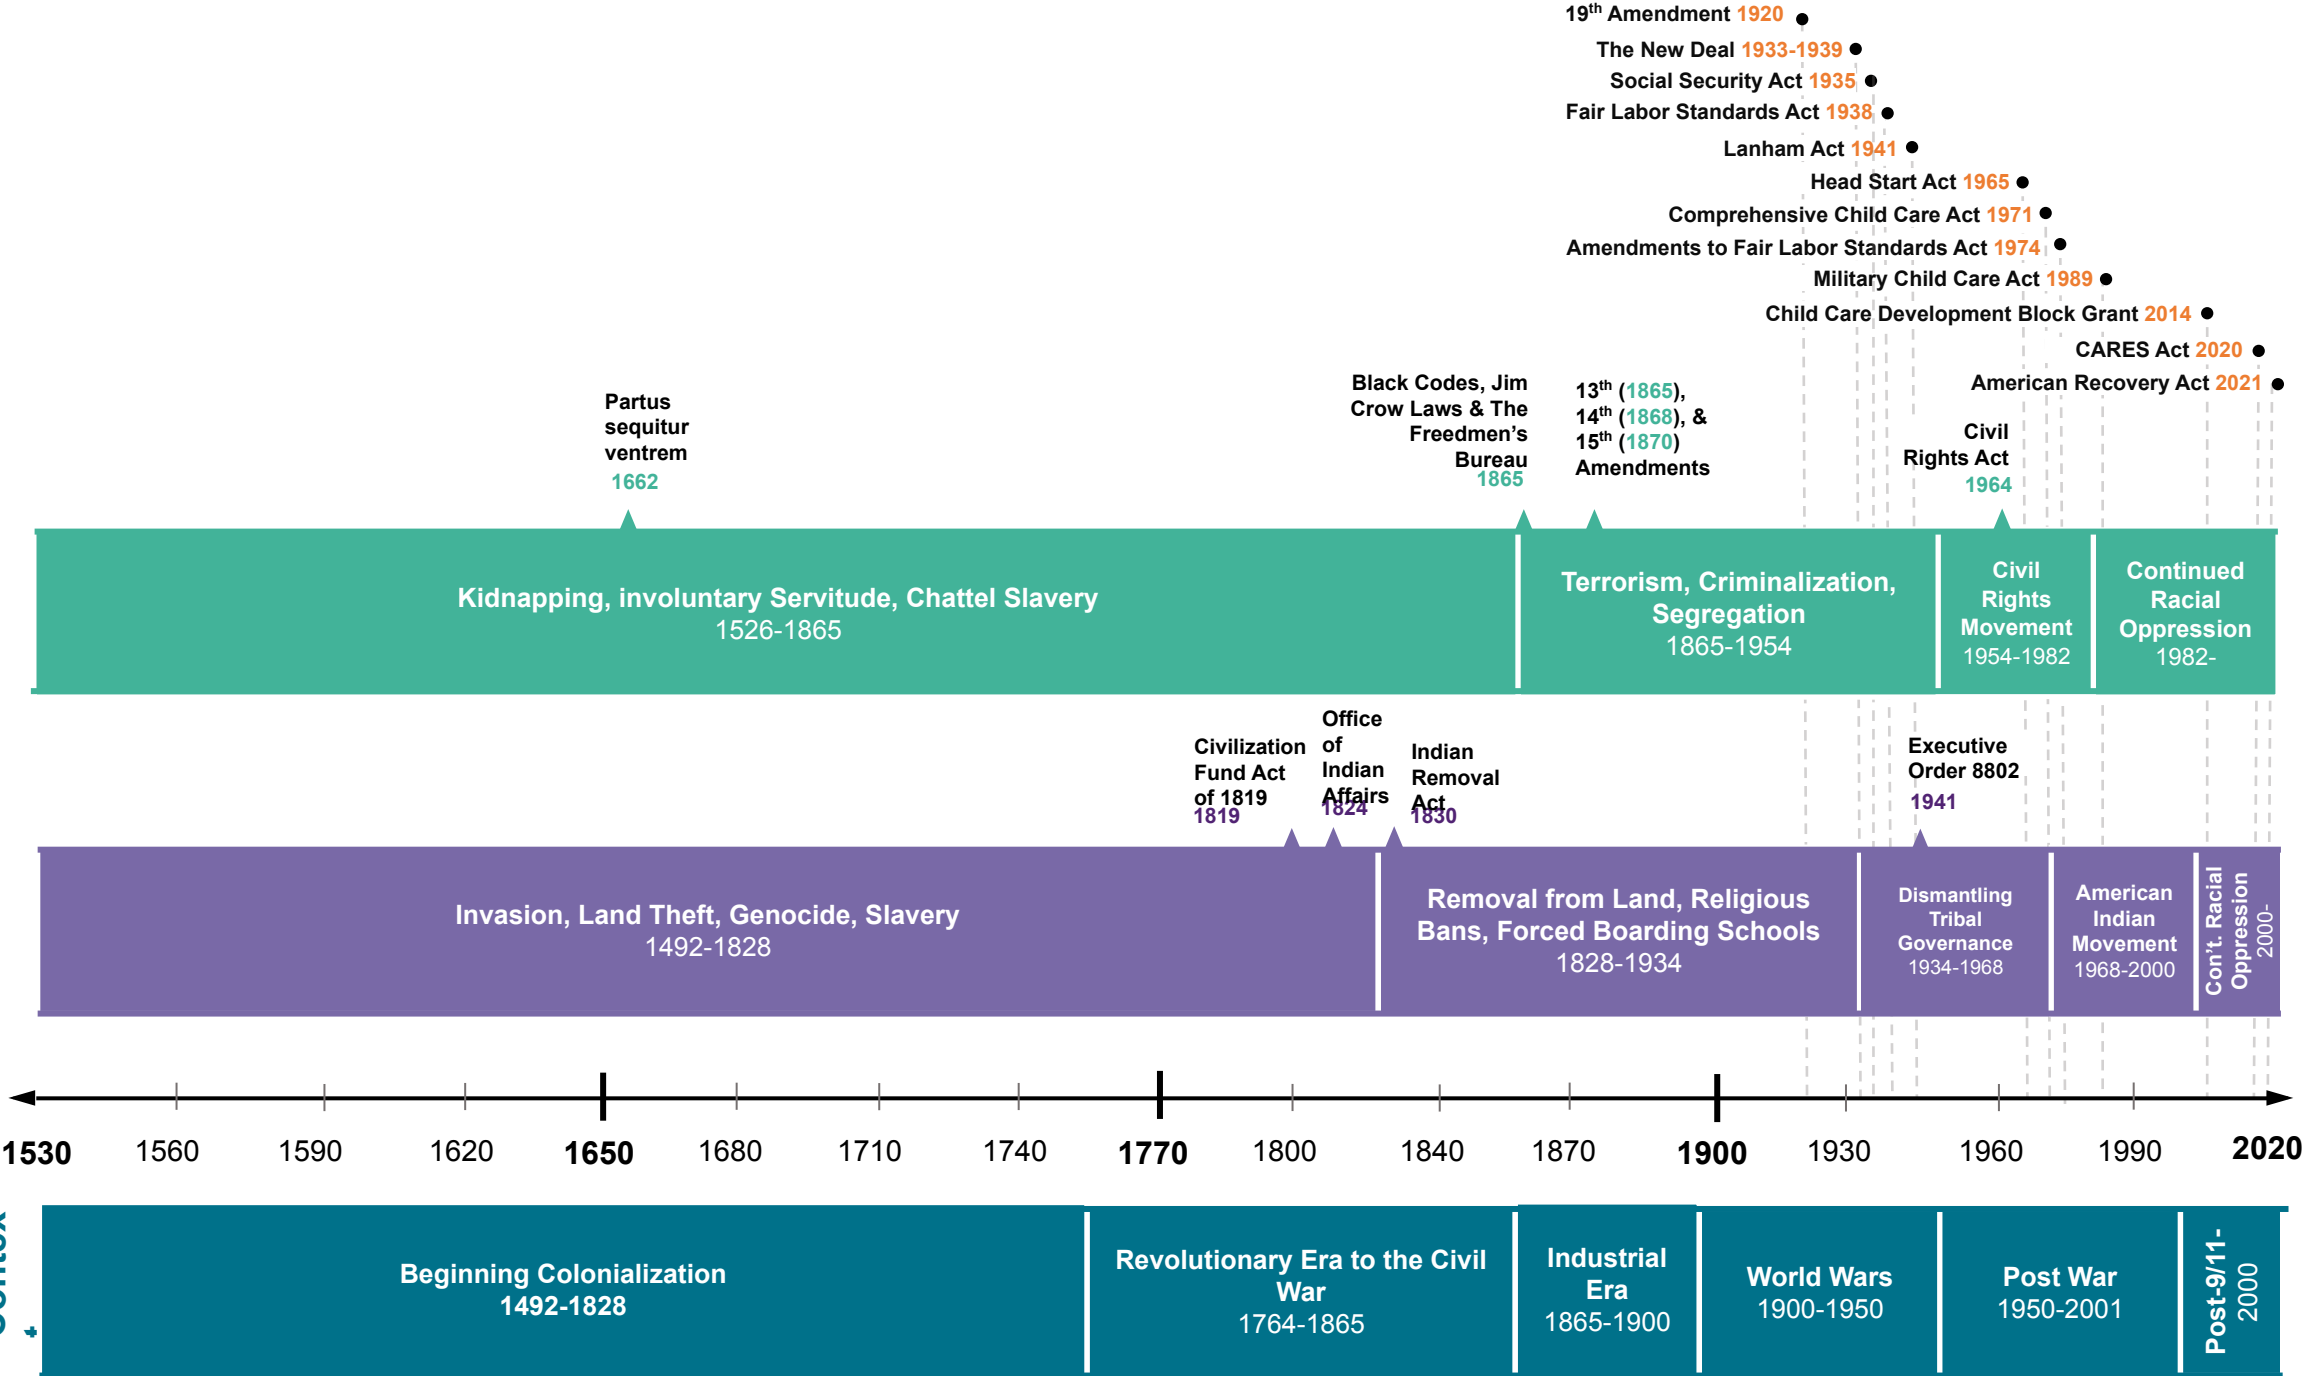 19th Amendment 1920
The New Deal 1933-1939
Social Security Act 1935
Fair Labor Standards Act 1938
Lanham Act 1941
Head Start Act 1965
Comprehensive Child Care Act 1971
Amendments to Fair Labor Standards Act 1974
Military Child Care Act 1989
Child Care Development Block Grant 2014
CARES Act 2020
American Recovery Act 2021
Partus
sequitur
ventrem
1662
Black Codes, Jim
Crow Laws & The
Freedmen's
Bureau
1865
13th (1865),
14th (1868), &
15th (1870)
Amendments
Civil
Rights Act
1964
Kidnapping, involuntary Servitude, Chattel Slavery
1526-1865
Terrorism, Criminalization,
Segregation
1865-1954
Civil
Rights
Movement
1954-1982
Continued
Racial
Oppression
1982-
Civilization
Fund Act
of 1819
1819
Office
of
Indian
Affairs
1824
Indian
Removal
Act
1830
Executive
Order 8802
1941
Invasion, Land Theft, Genocide, Slavery
1492-1828
Removal from Land, Religious
Bans, Forced Boarding Schools
1828-1934
Dismantling
Tribal
Governance
1934-1968
American
Indian
Movement
1968-2000
Con't. Racial
Oppression
2000-
1530 1560 1590 1620 1650 1680 1710 1740 1770 1800 1840 1870 1900 1930 1960 1990 2020
Beginning Colonialization
1492-1828
Revolutionary Era to the Civil
War
1764-1865
Industrial
Era
1865-1900
World Wars
1900-1950
Post War
1950-2001
Post-9/11-
2000